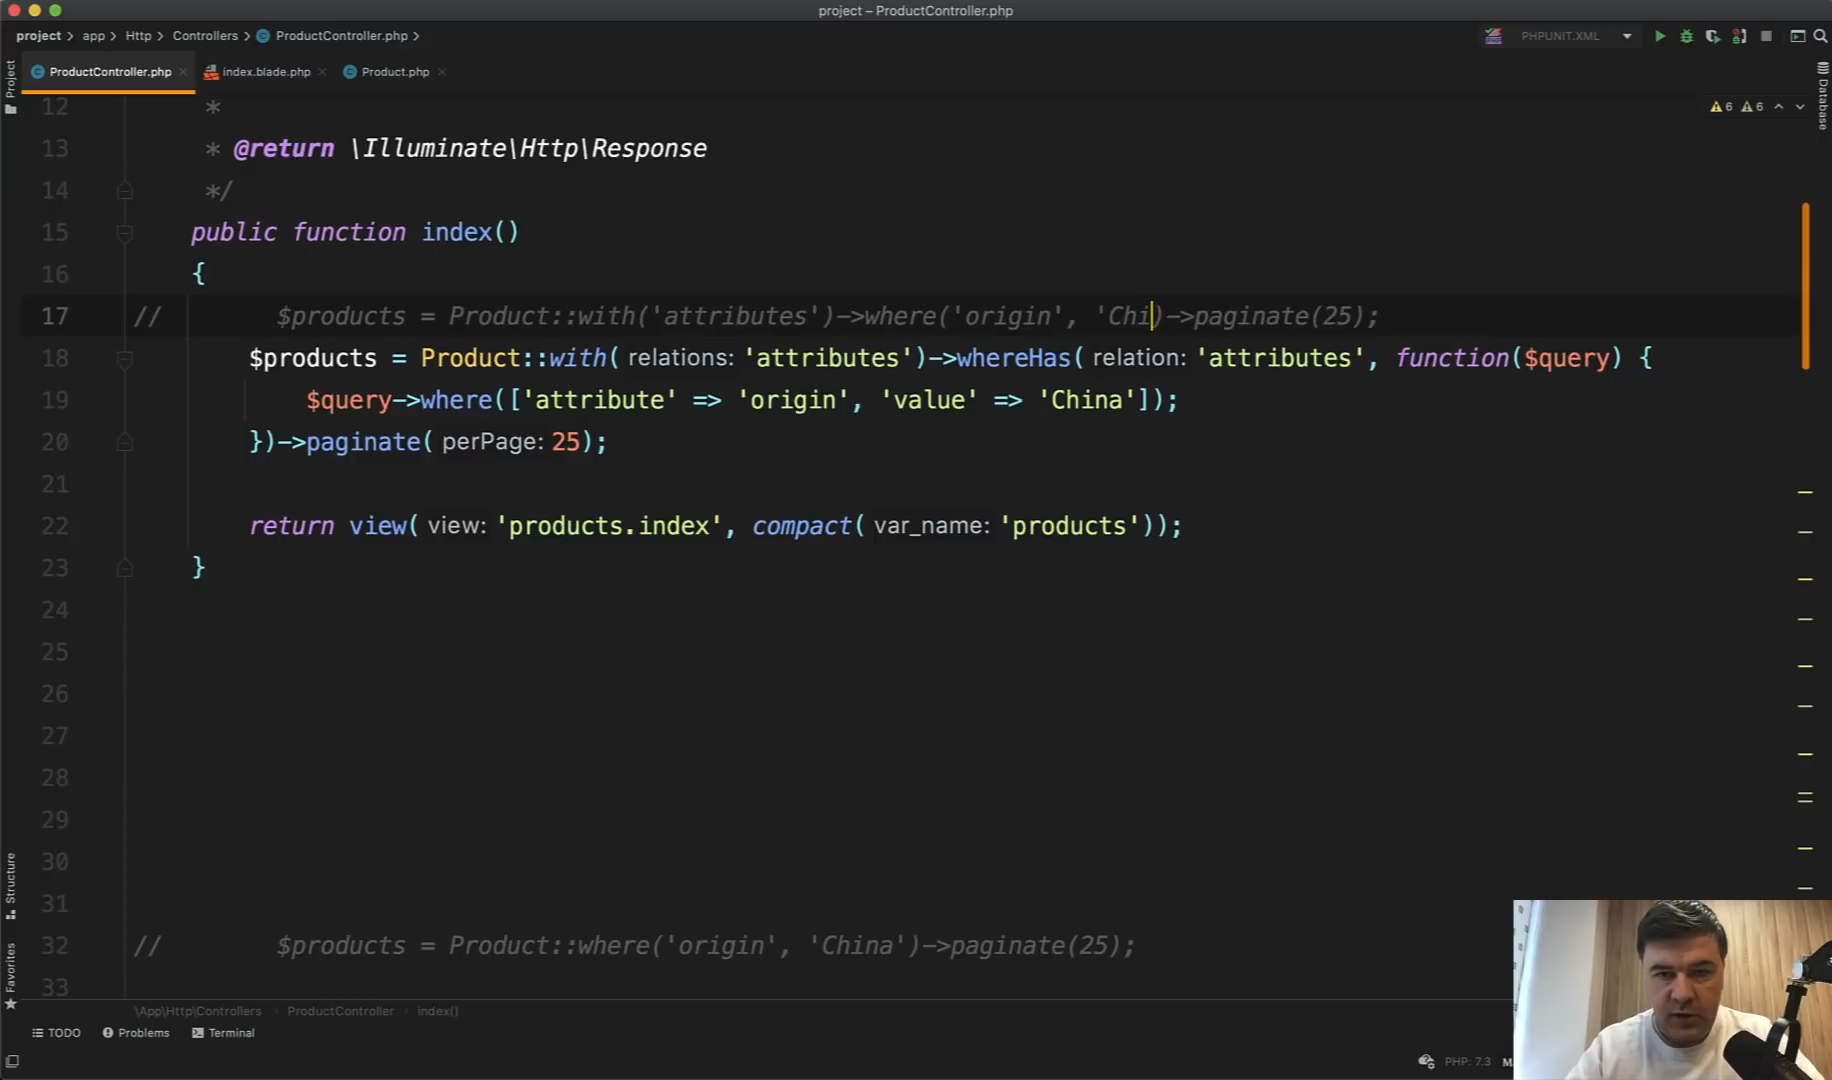 project – ProductController.php
project > app > Http > Controllers > ProductController.php >
PHPUNIT.XML
Project
ProductController.php
index.blade.php
Product.php
Database
6 6
12 *
13 * @return \Illuminate\Http\Response
14 */
15 public function index()
16 {
17 // $products = Product::with('attributes')->where('origin', 'Chi)->paginate(25);
18 $products = Product::with( relations: 'attributes')->whereHas( relation: 'attributes', function($query) {
19 $query->where(['attribute' => 'origin', 'value' => 'China']);
20 })->paginate( perPage: 25);
21
22 return view( view: 'products.index', compact( var_name: 'products'));
23 }
24
25
26
27
28
29
30
31
32 // $products = Product::where('origin', 'China')->paginate(25);
33
Structure
Favorites
\App\Http\Controllers > ProductController > index()
TODO
Problems
Terminal
PHP: 7.3